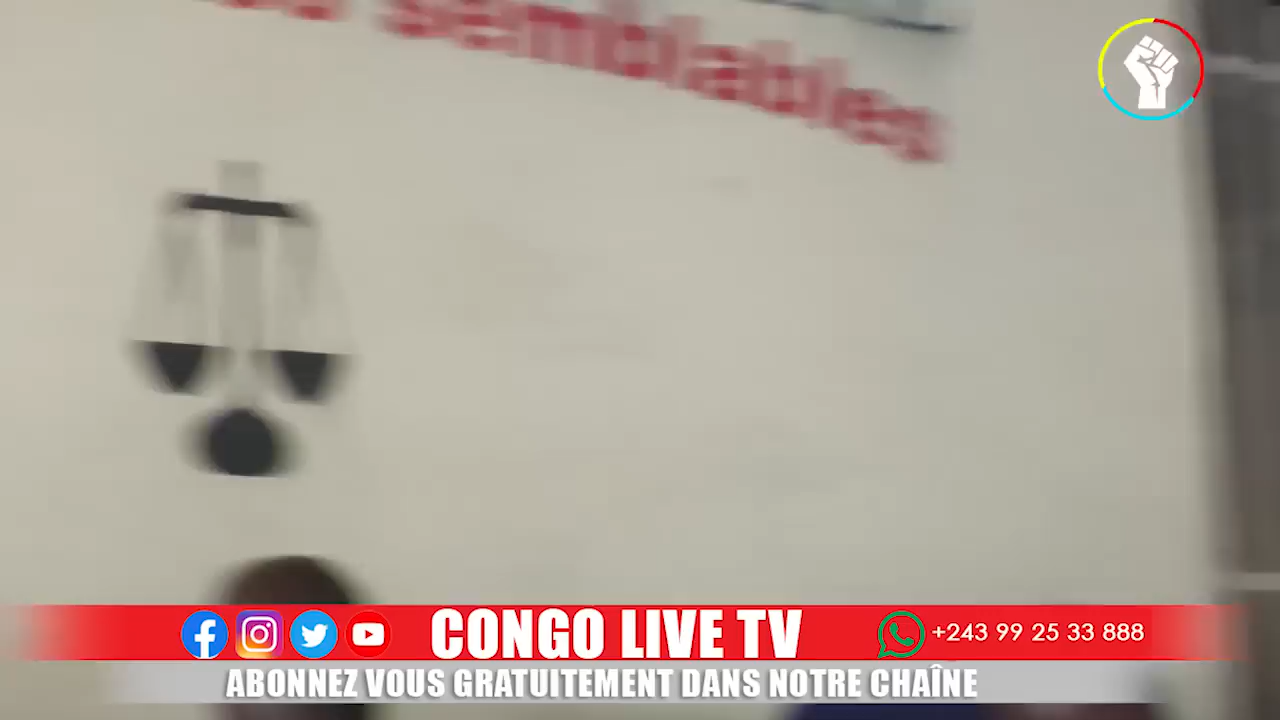 semblables
CONGO LIVE TV
+243 99 25 33 888
ABONNEZ VOUS GRATUITEMENT DANS NOTRE CHAÎNE